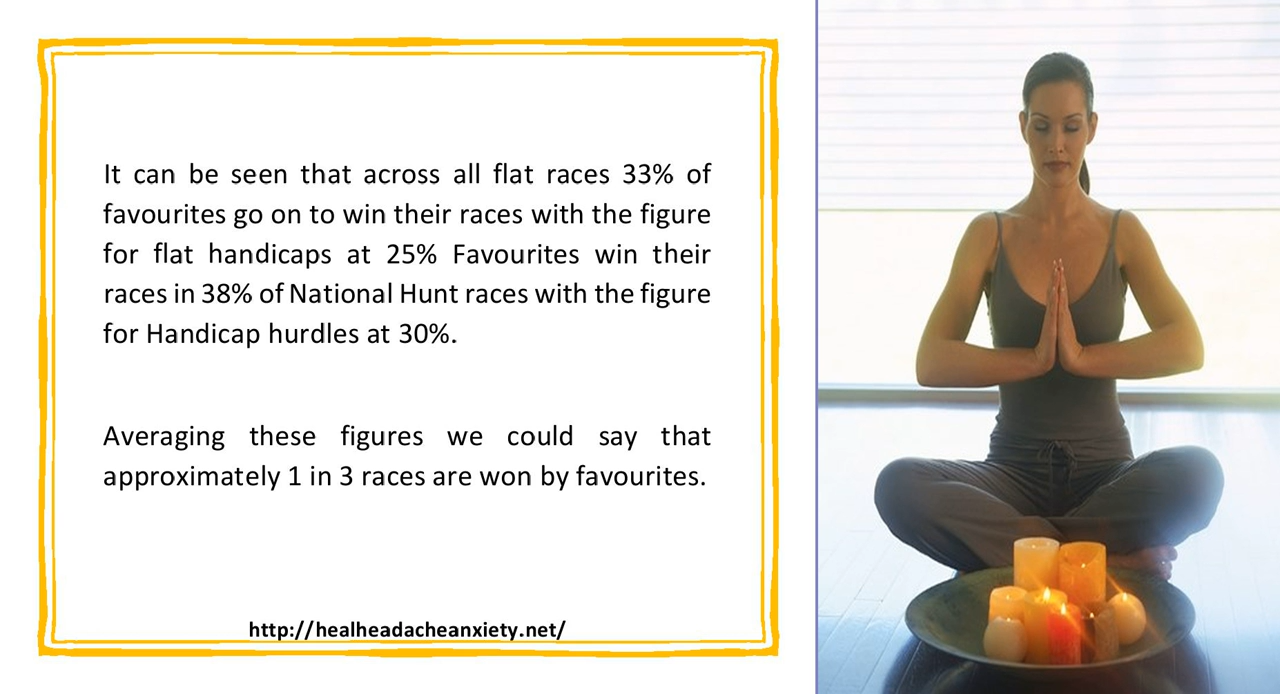 It can be seen that across all flat races 33% of
favourites go on to win their races with the figure
for flat handicaps at 25% Favourites win their
races in 38% of National Hunt races with the figure
for Handicap hurdles at 30%.
Averaging these figures we could say that
approximately 1 in 3 races are won by favourites.
http://healheadacheanxiety.net/